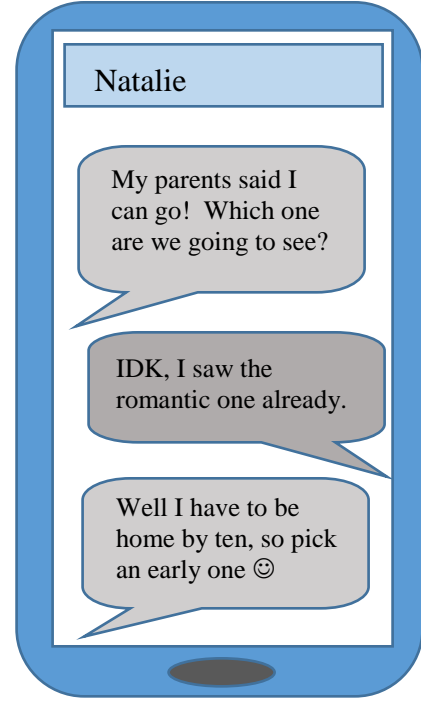 Natalie
My parents said I
can go!  Which one
are we going to see?
IDK, I saw the
romantic one already.
Well I have to be
home by ten, so pick
an early one ☺